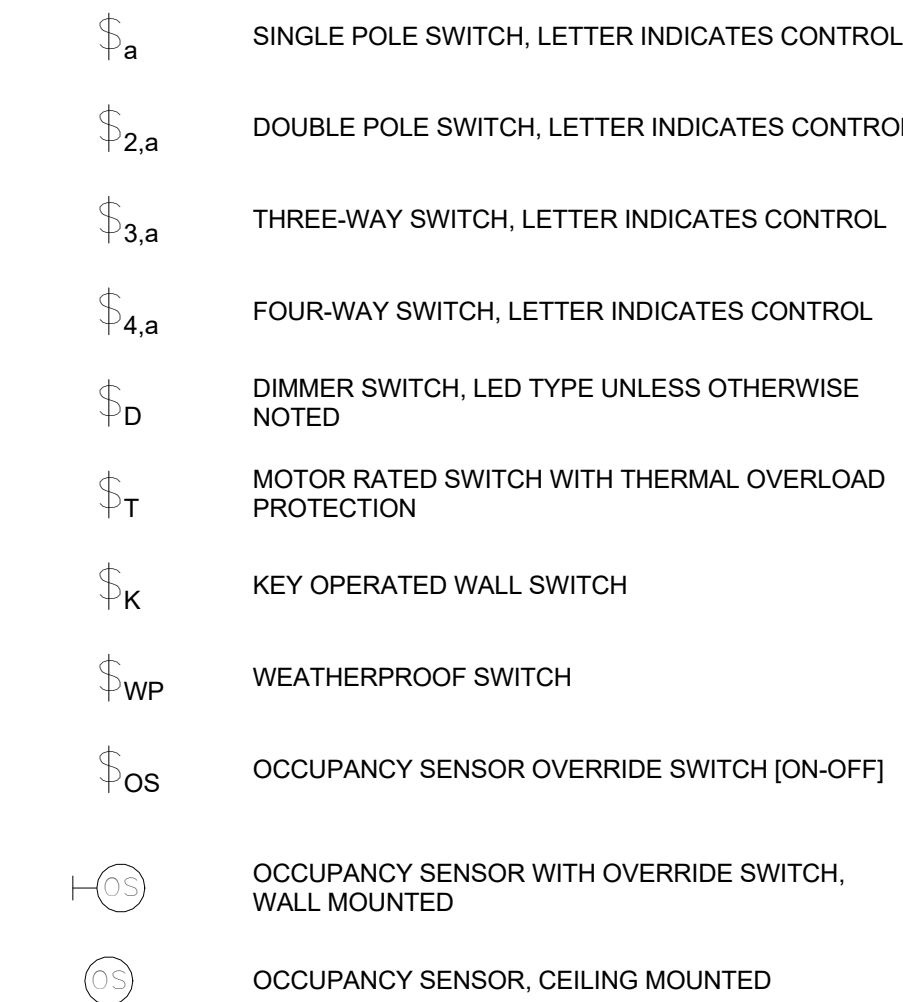 $a SINGLE POLE SWITCH, LETTER INDICATES CONTROL
$2,a DOUBLE POLE SWITCH, LETTER INDICATES CONTROL
$3,a THREE-WAY SWITCH, LETTER INDICATES CONTROL
$4,a FOUR-WAY SWITCH, LETTER INDICATES CONTROL
$D DIMMER SWITCH, LED TYPE UNLESS OTHERWISE
NOTED
$T MOTOR RATED SWITCH WITH THERMAL OVERLOAD
PROTECTION
$K KEY OPERATED WALL SWITCH
$WP WEATHERPROOF SWITCH
$OS OCCUPANCY SENSOR OVERRIDE SWITCH [ON-OFF]
OS OCCUPANCY SENSOR WITH OVERRIDE SWITCH,
WALL MOUNTED
OS OCCUPANCY SENSOR, CEILING MOUNTED